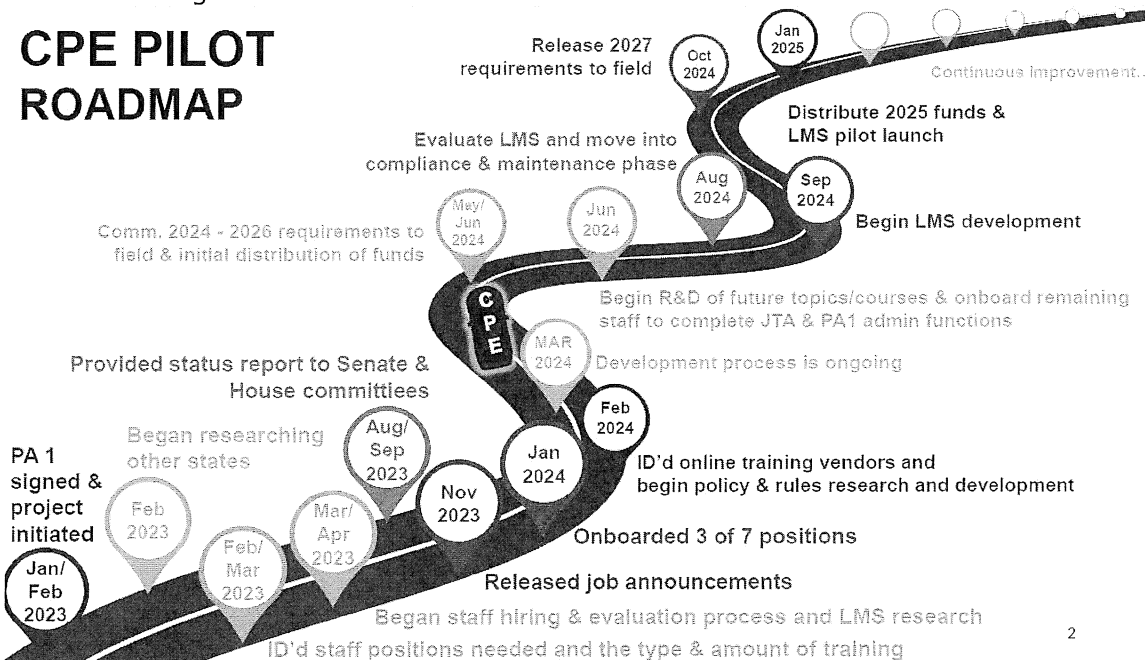 CPE PILOT
ROADMAP
Release 2027
requirements to field
Oct
2024
Jan
2025
Continuous improvement...
Distribute 2025 funds &
LMS pilot launch
Evaluate LMS and move into
compliance & maintenance phase
Aug
2024
Sep
2024
Begin LMS development
May/
Jun
2024
Jun
2024
Comm. 2024 - 2026 requirements to
field & initial distribution of funds
Begin R&D of future topics/courses & onboard remaining
staff to complete JTA & PA1 admin functions
C
P
E
MAR
2024
Development process is ongoing
Provided status report to Senate &
House committiees
Feb
2024
ID'd online training vendors and
begin policy & rules research and development
Aug/
Sep
2023
Began researching
other states
Jan
2024
Onboarded 3 of 7 positions
PA 1
signed &
project
initiated
Nov
2023
Released job announcements
Feb
2023
Mar/
Apr
2023
Began staff hiring & evaluation process and LMS research
Feb/
Mar
2023
ID'd staff positions needed and the type & amount of training
Jan/
Feb
2023
2